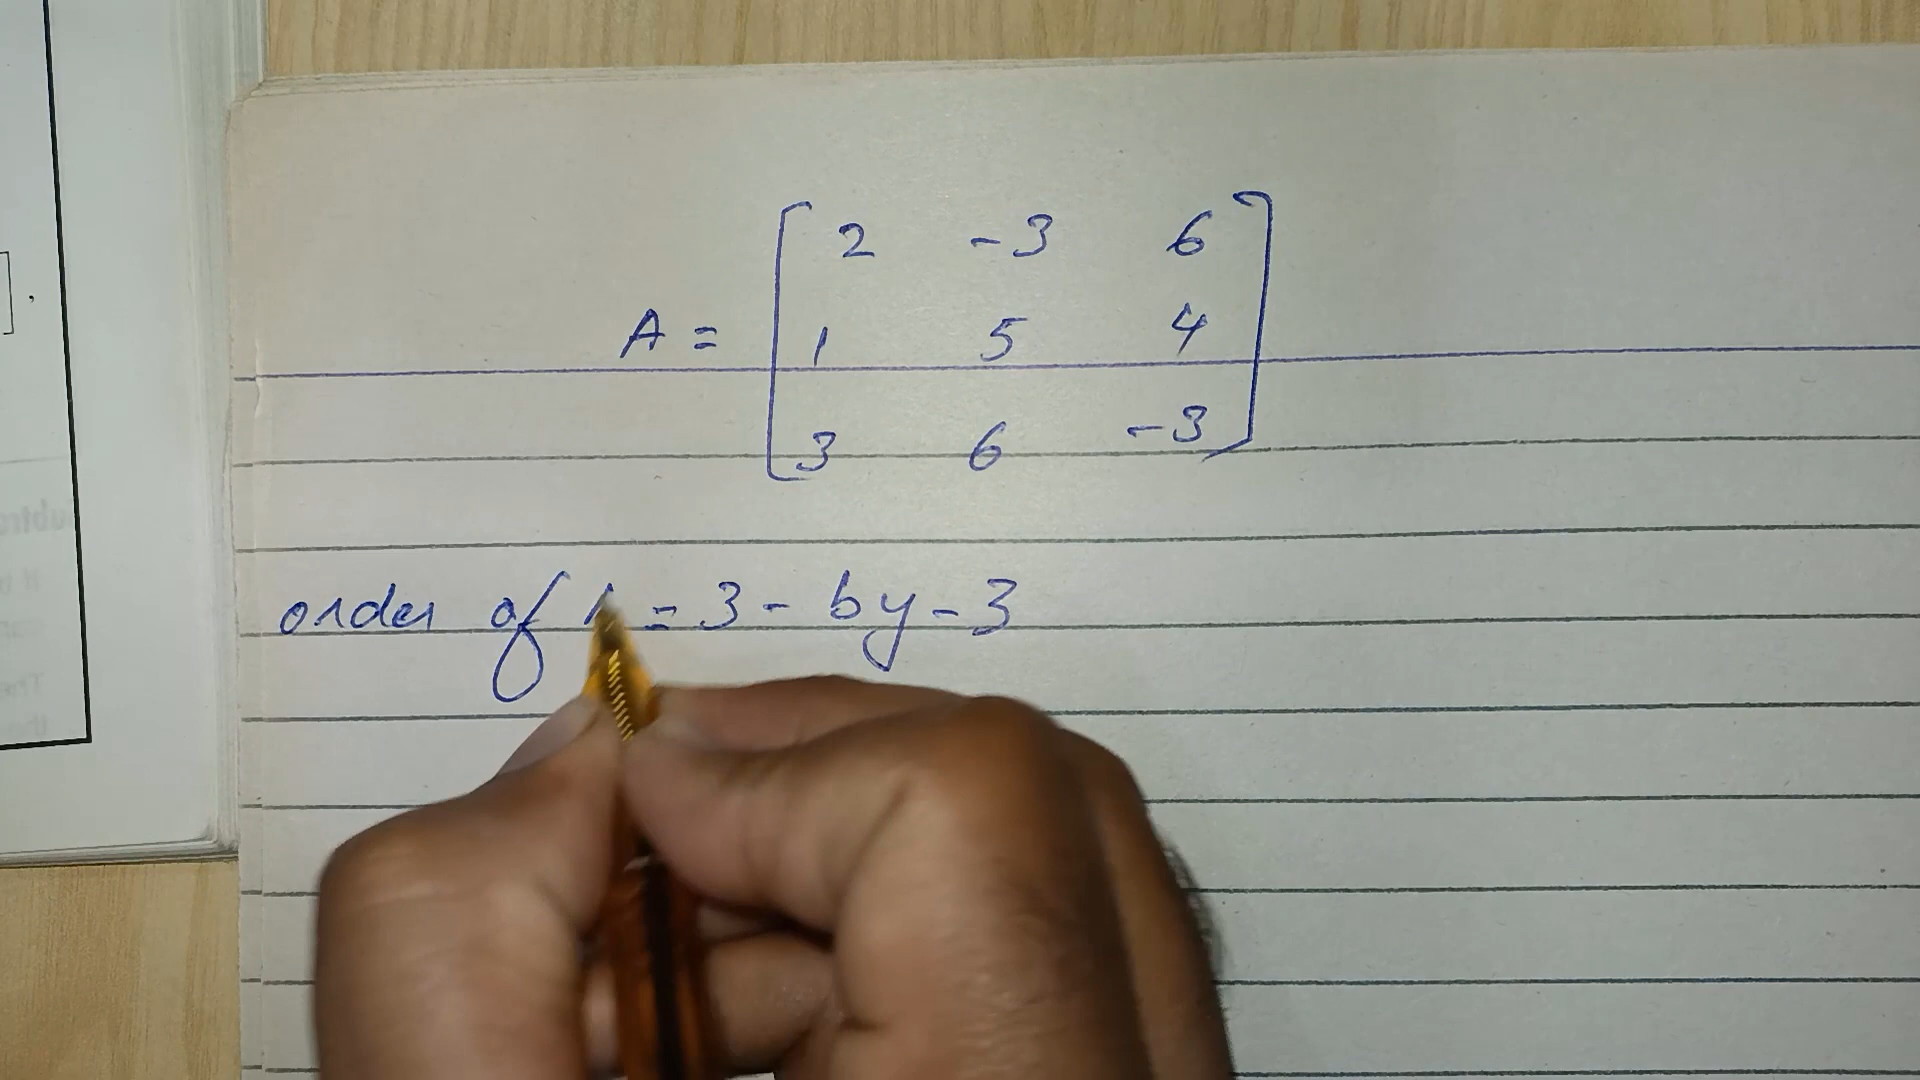 2 -3 6
A = 1 5 4
3 6 -3
order of A = 3 - by - 3